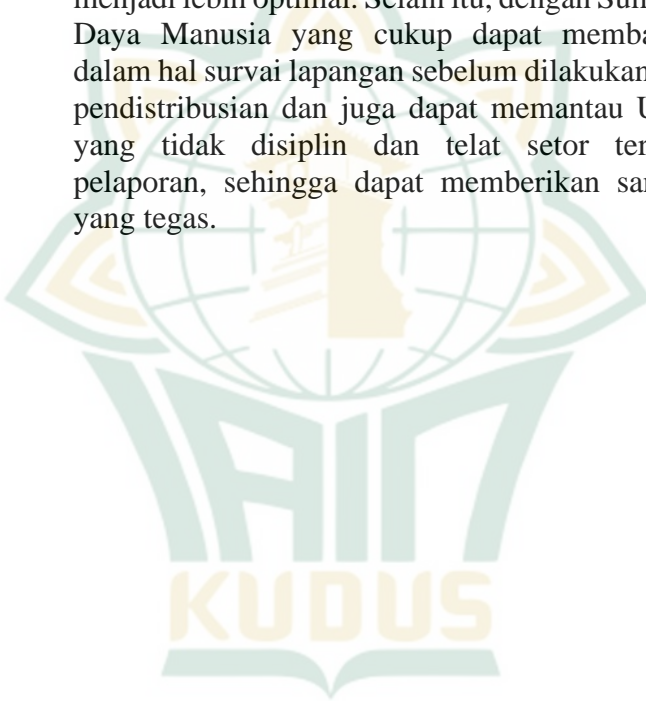 menjadi lebih optimal. Selain itu, dengan Sum
Daya Manusia yang cukup dapat memba
dalam hal survai lapangan sebelum dilakukan
pendistribusian dan juga dapat memantau U
yang tidak disiplin dan telat setor ter
pelaporan, sehingga dapat memberikan san
yang tegas.
IAIN
KUDUS